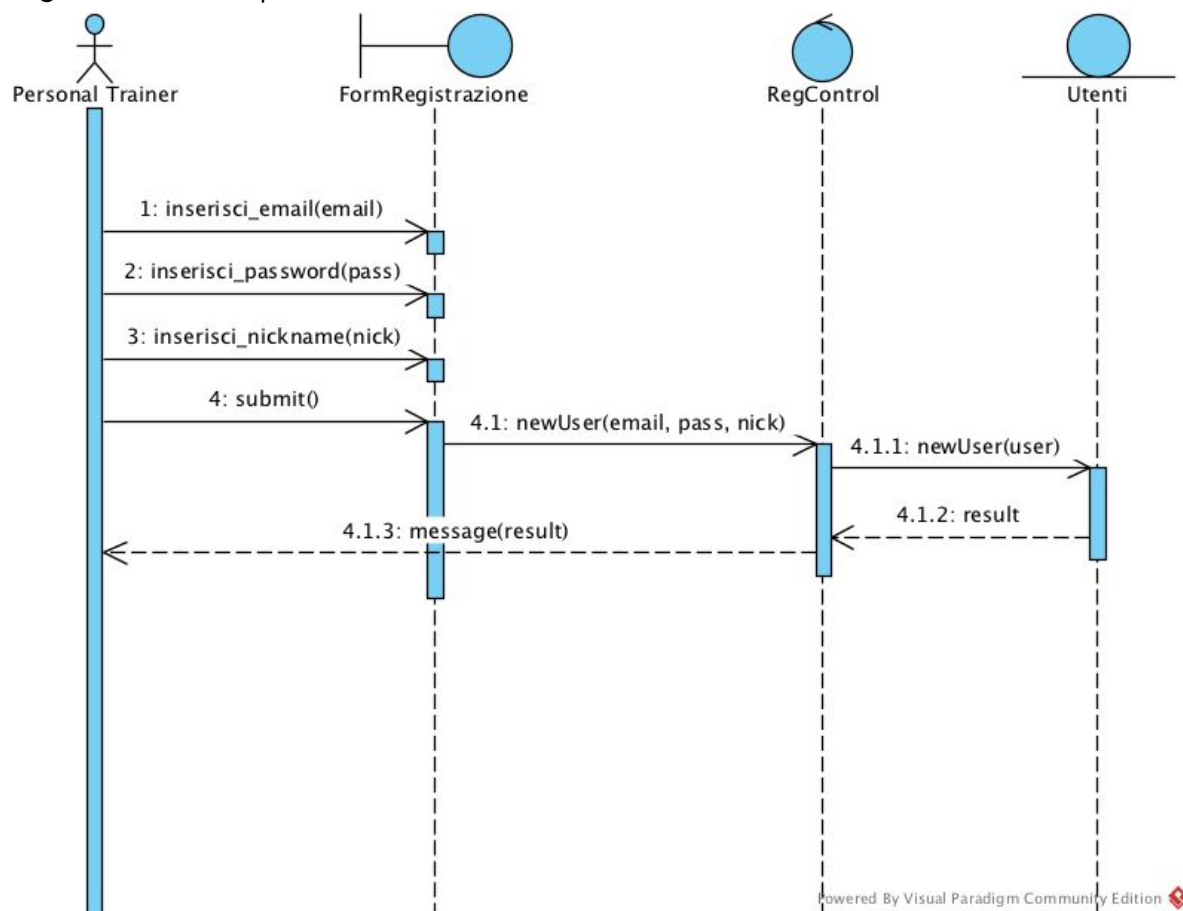 Personal Trainer
FormRegistrazione
RegControl
Utenti
1: inserisci_email(email)
2: inserisci_password(pass)
3: inserisci_nickname(nick)
4: submit()
4.1: newUser(email, pass, nick)
4.1.1: newUser(user)
4.1.2: result
4.1.3: message(result)
Powered By Visual Paradigm Community Edition